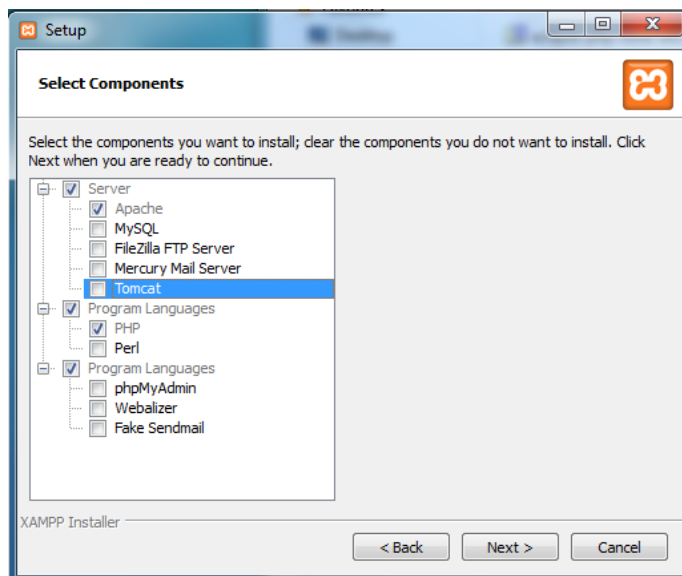 Setup
Select Components
Select the components you want to install; clear the components you do not want to install. Click
Next when you are ready to continue.
Server
Apache
MySQL
FileZilla FTP Server
Mercury Mail Server
Tomcat
Program Languages
PHP
Perl
Program Languages
phpMyAdmin
Webalizer
Fake Sendmail
XAMPP Installer
< Back
Next >
Cancel